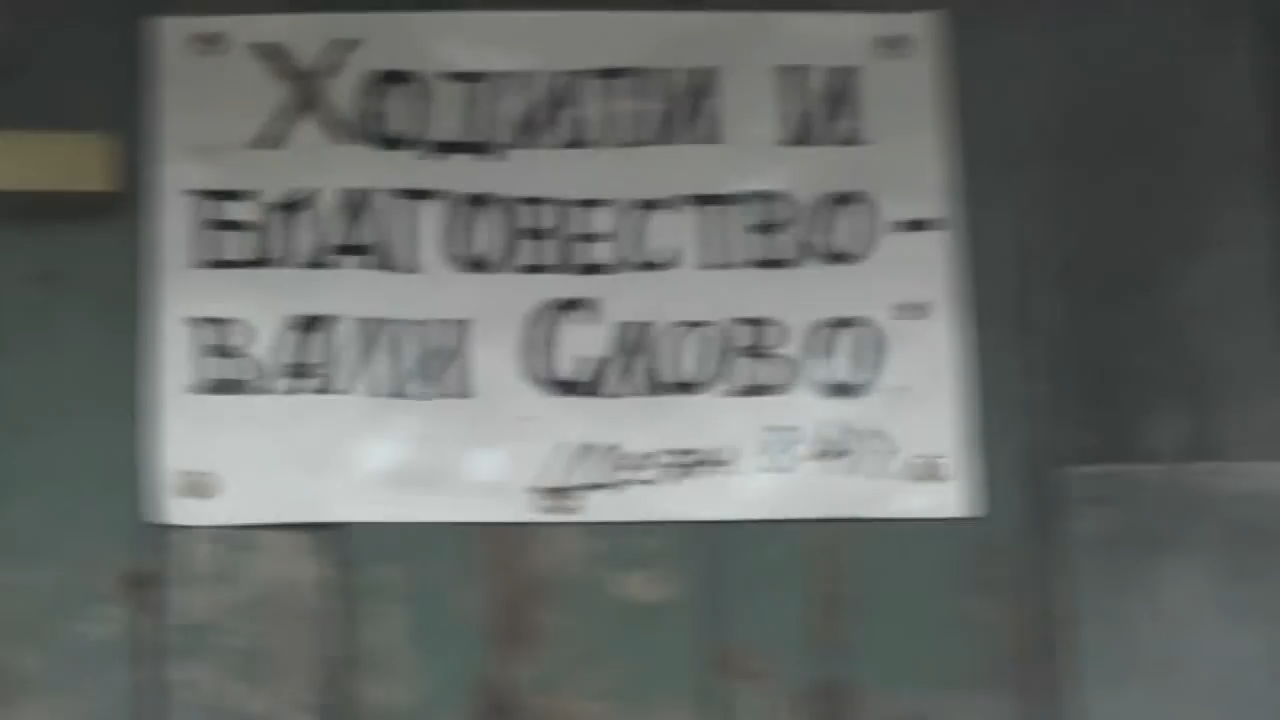 "Ходили и
благовество-
вали Слово"